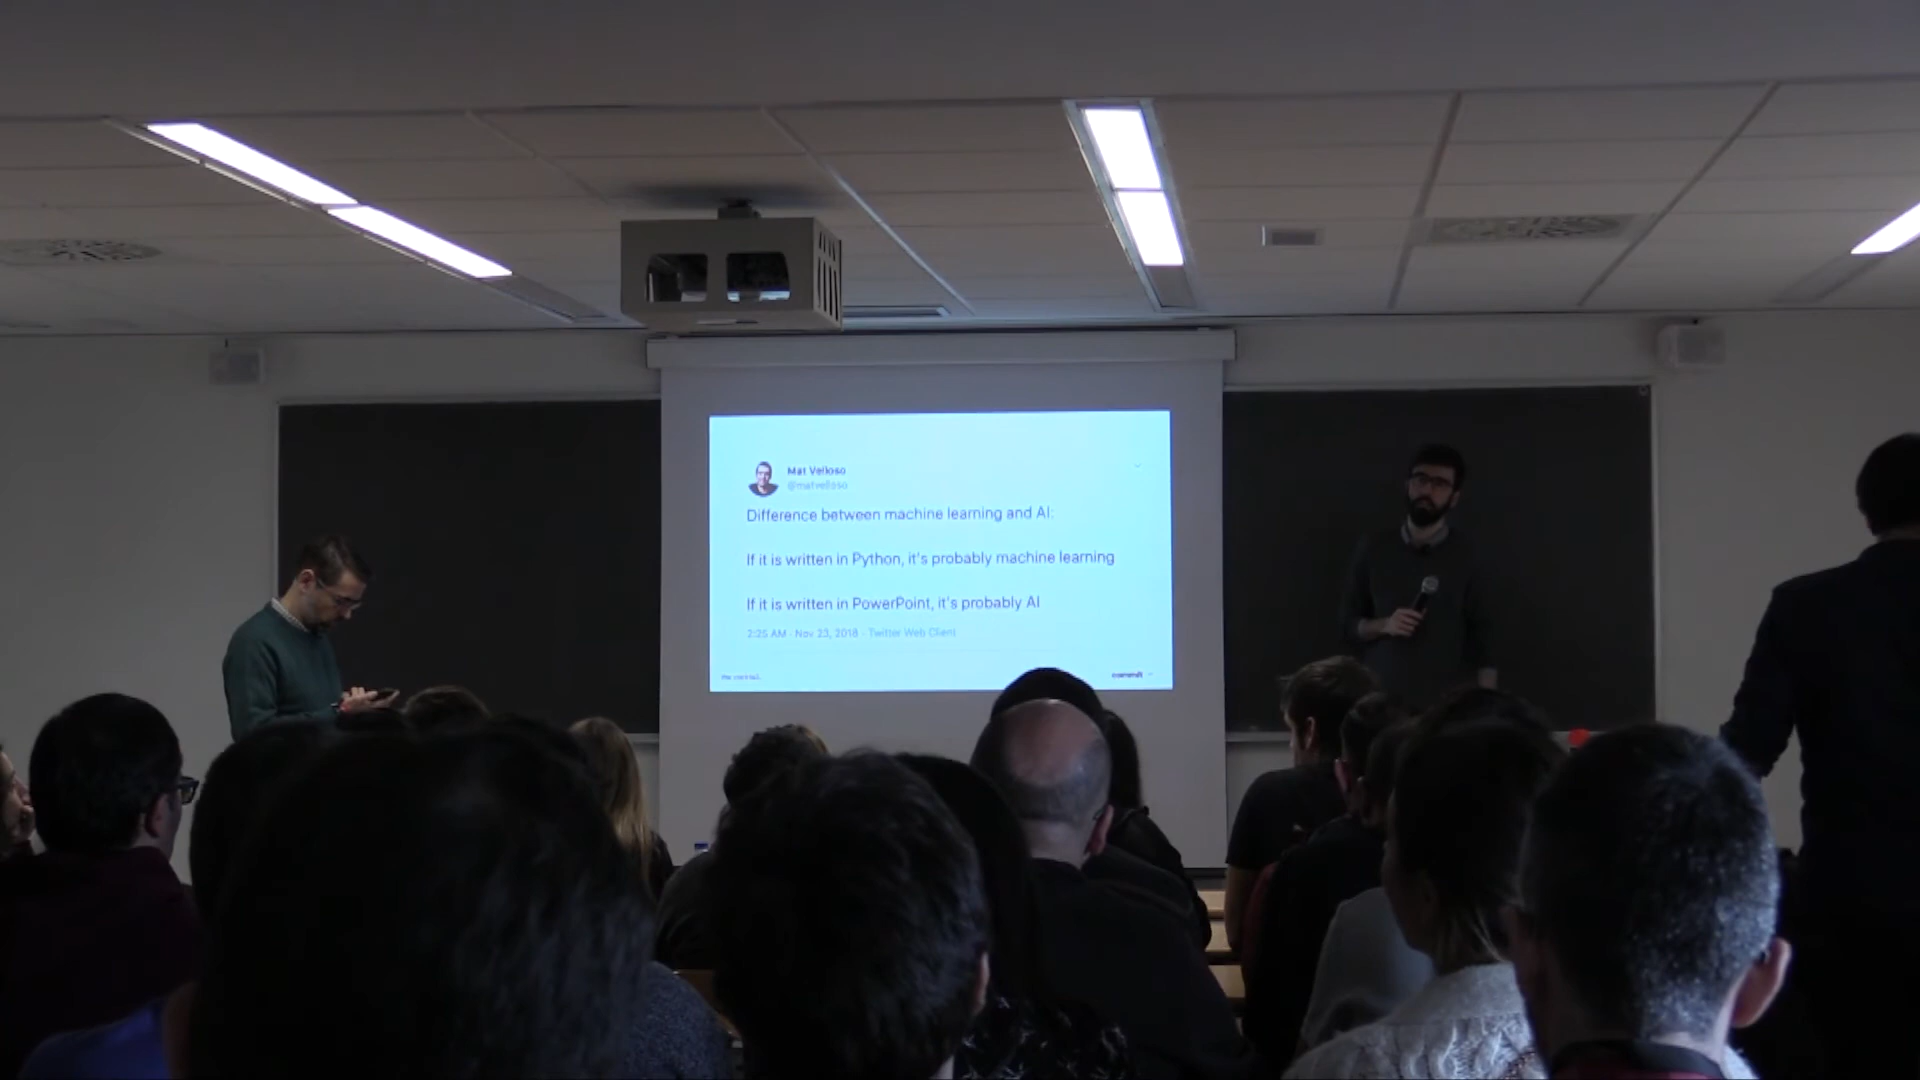 Mat Velloso
@matvelloso
Difference between machine learning and AI:
If it is written in Python, it's probably machine learning
If it is written in PowerPoint, it's probably AI
2:25 AM · Nov 23, 2018 · Twitter Web Client
commit